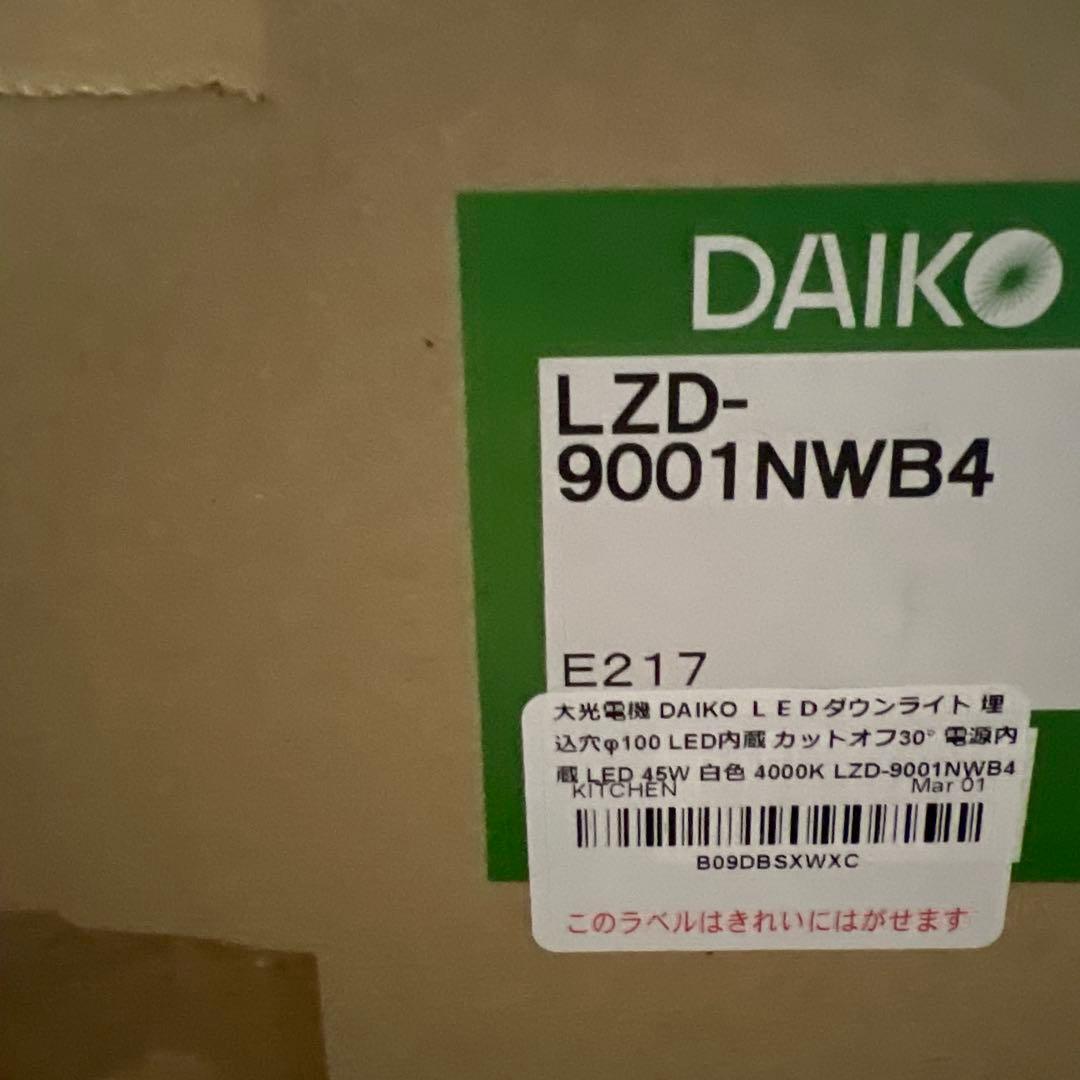 DAIKO
LZD-
9001NWB4
E217
大光電機 DAIKO ＬＥＤダウンライト 埋
込穴φ100 LED内蔵 カットオフ30° 電源内
蔵 LED 45W 白色 4000K LZD-9001NWB4
KITCHEN Mar 01
B09DBSXWXC
このラベルはきれいにはがせます